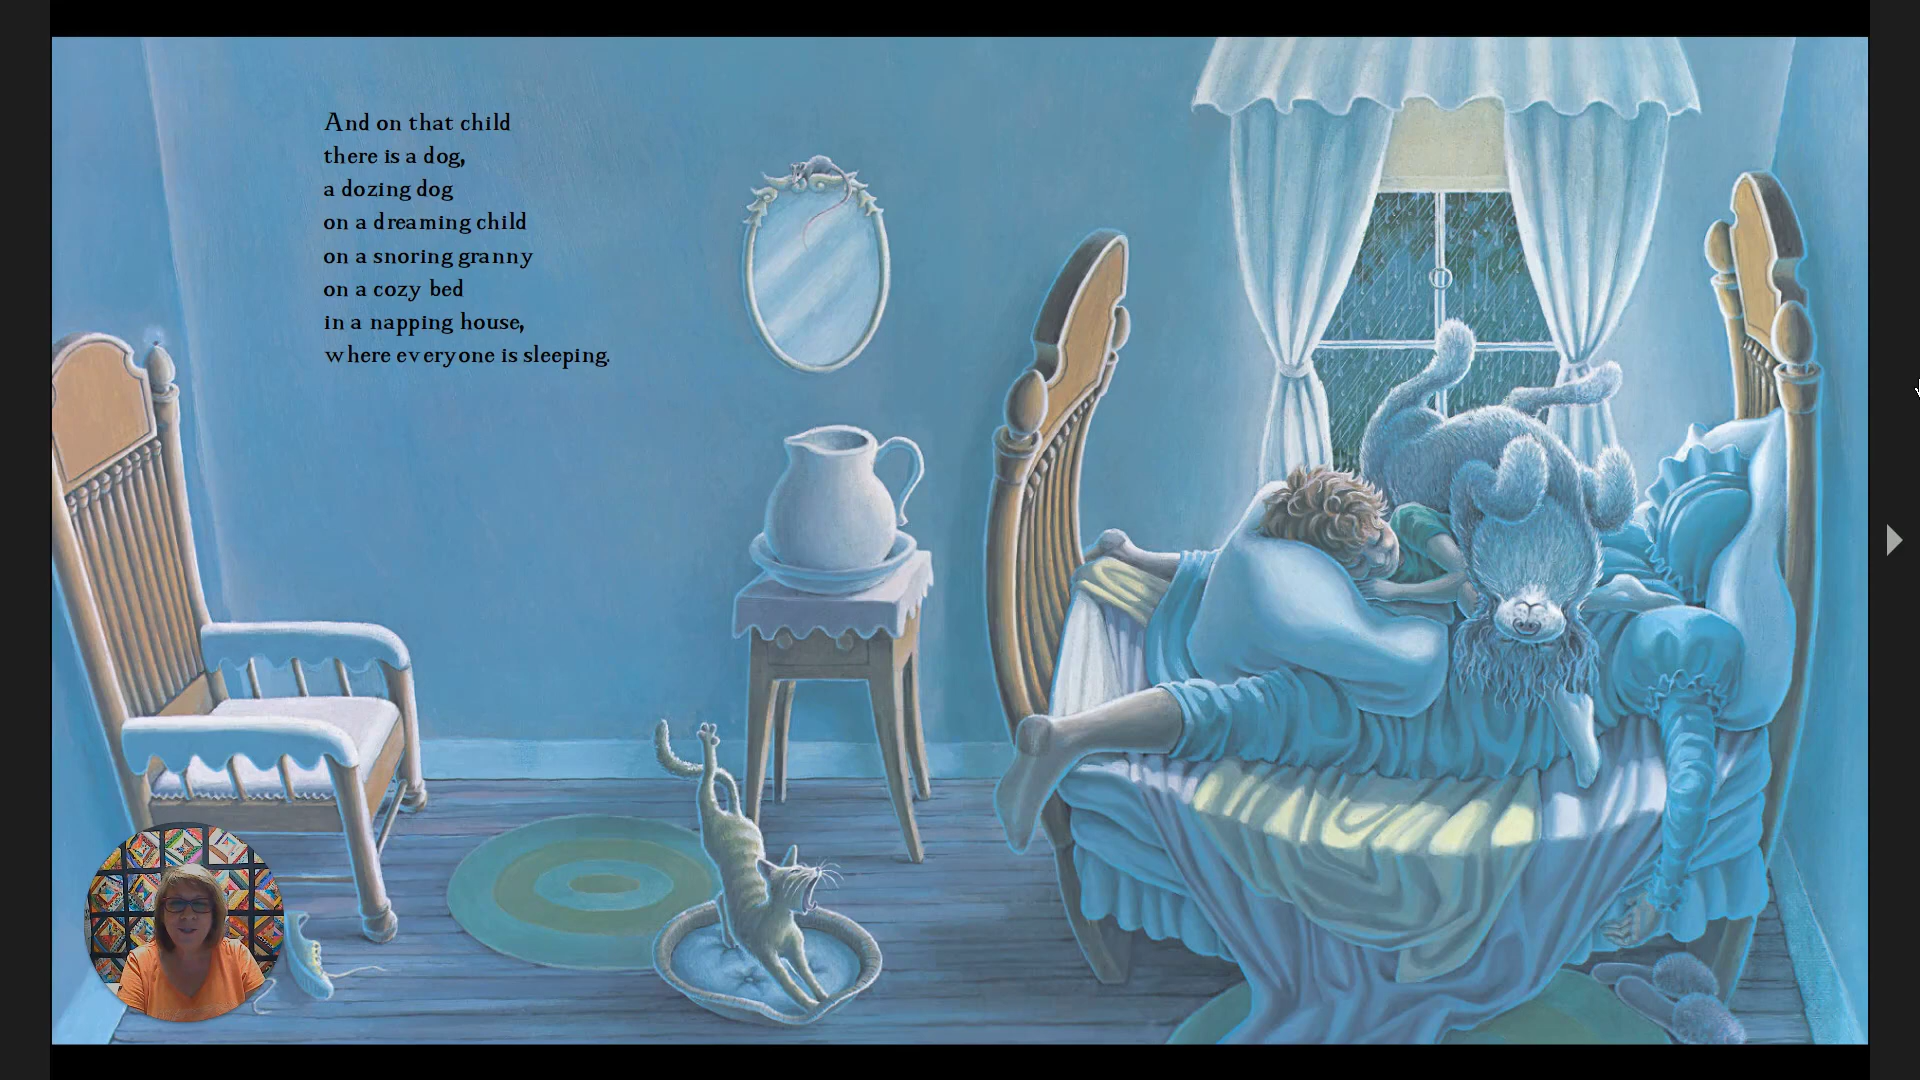 And on that child
there is a dog,
a dozing dog
on a dreaming child
on a snoring granny
on a cozy bed
in a napping house,
where everyone is sleeping.